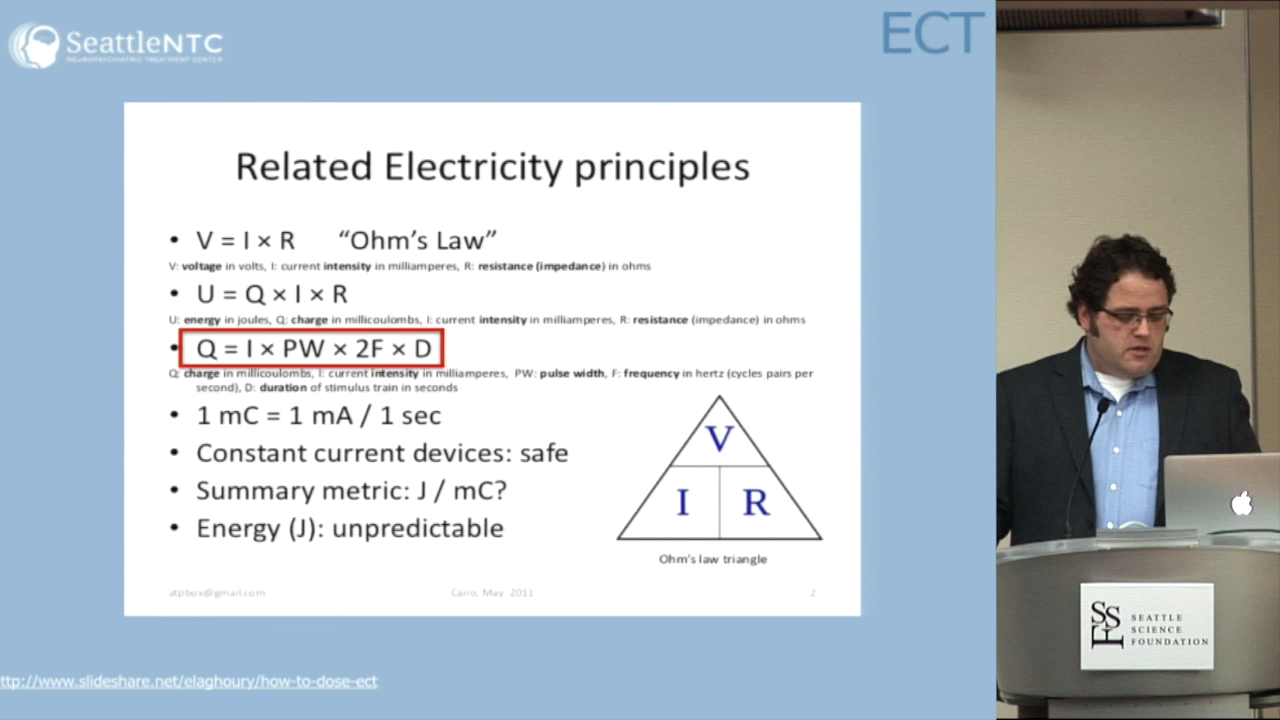 SeattleNTC
NEUROPSYCHIATRIC TREATMENT CENTER
ECT
Related Electricity principles
• V = I × R “Ohm’s Law”
V: voltage in volts, I: current intensity in milliamperes, R: resistance (impedance) in ohms
• U = Q × I × R
U: energy in joules, Q: charge in millicoulombs, I: current intensity in milliamperes, R: resistance (impedance) in ohms
• Q = I × PW × 2F × D
Q: charge in millicoulombs, I: current intensity in milliamperes, PW: pulse width, F: frequency in hertz (cycles pairs per
second), D: duration of stimulus train in seconds
• 1 mC = 1 mA / 1 sec
• Constant current devices: safe
• Summary metric: J / mC?
• Energy (J): unpredictable
V
I R
Ohm’s law triangle
atpbox@gmail.com Cairo, May 2011 2
ttp://www.slideshare.net/elaghoury/how-to-dose-ect
SSF
SEATTLE
SCIENCE
FOUNDATION